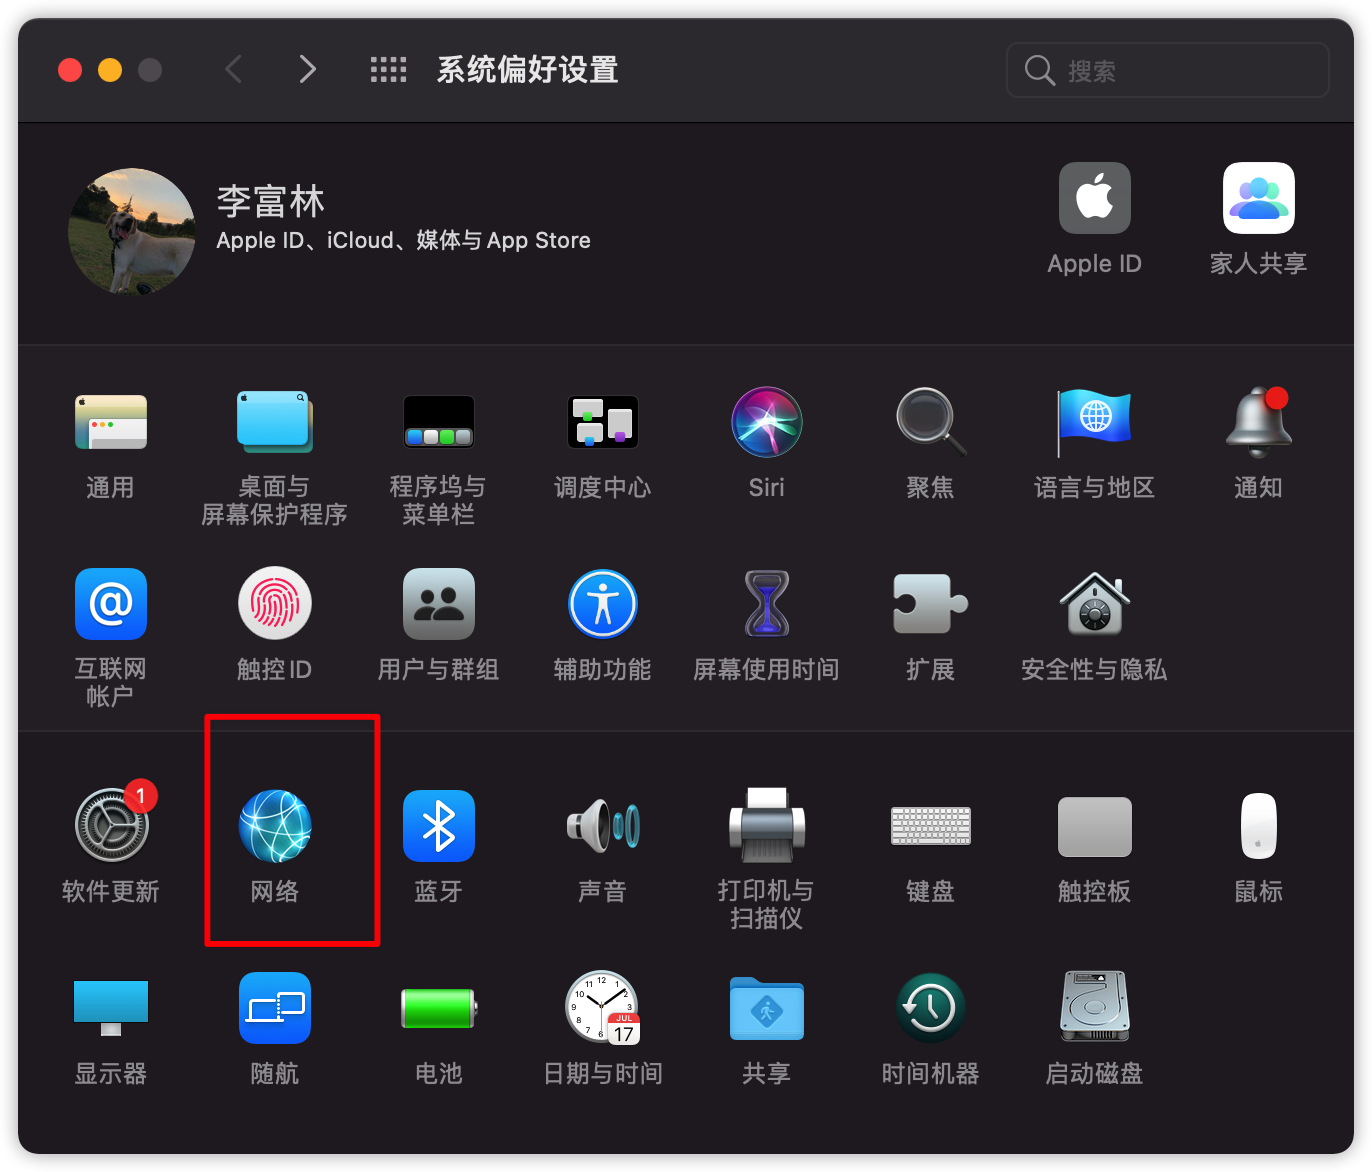 系统偏好设置
搜索
李富林
Apple ID、iCloud、媒体与 App Store
Apple ID
家人共享
通用
桌面与
屏幕保护程序
程序坞与
菜单栏
调度中心
Siri
聚焦
语言与地区
通知
互联网
帐户
触控 ID
用户与群组
辅助功能
屏幕使用时间
扩展
安全性与隐私
1
软件更新
网络
蓝牙
声音
打印机与
扫描仪
键盘
触控板
鼠标
显示器
随航
电池
JUL
17
日期与时间
共享
时间机器
启动磁盘